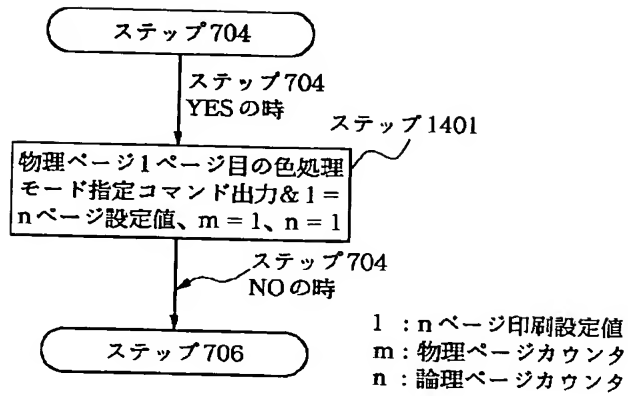 ステップ704
ステップ704
YESの時
ステップ1401
物理ページ1ページ目の色処理
モード指定コマンド出力&1=
nページ設定値、m=1、n=1
ステップ704
NOの時
ステップ706
1:nページ印刷設定値
m:物理ページカウンタ
n:論理ページカウンタ